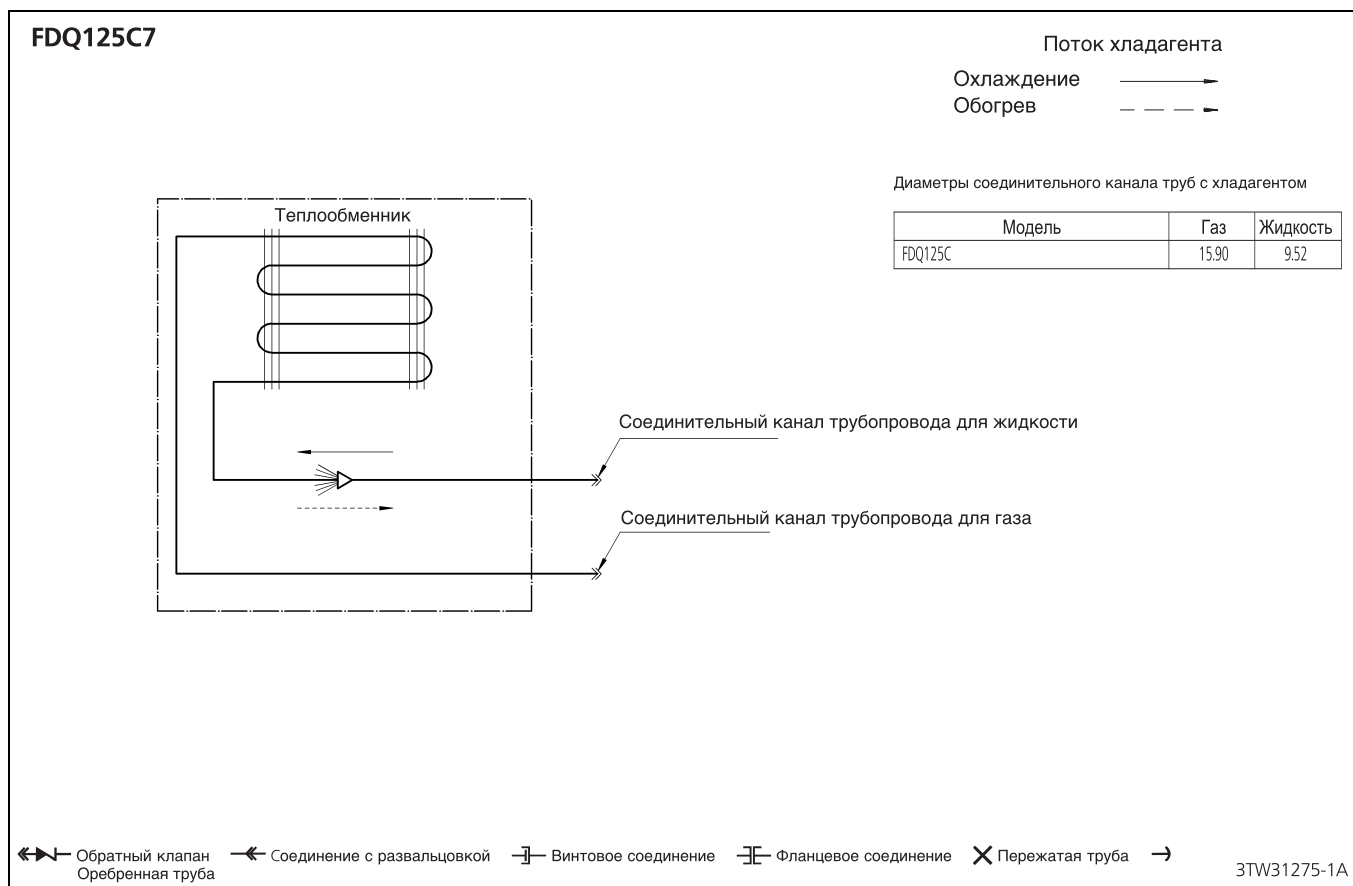 FDQ125C7
Поток хладагента
Охлаждение
Обогрев
Диаметры соединительного канала труб с хладагентом
Модель Газ Жидкость
FDQ125C 15.90 9.52
Теплообменник
Соединительный канал трубопровода для жидкости
Соединительный канал трубопровода для газа
Обратный клапан Соединение с развальцовкой Винтовое соединение Фланцевое соединение Пережатая труба
Оребренная труба
3TW31275-1A